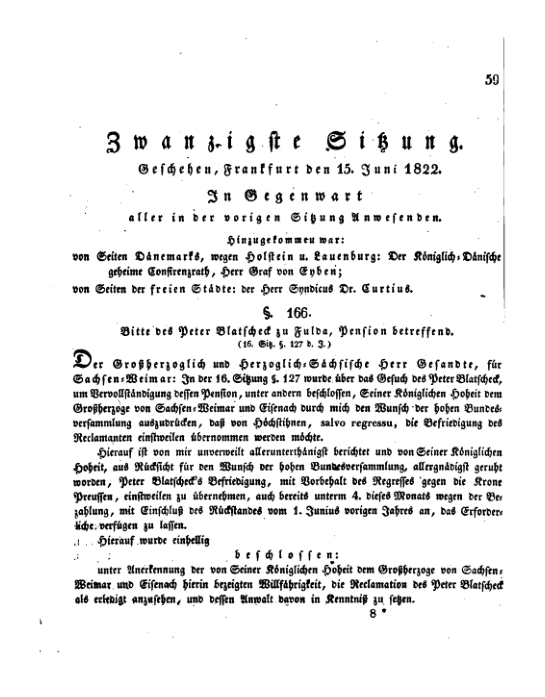 59
Zwanzigste Sitzung.
Geschehen, Frankfurt den 15. Juni 1822.
In Gegenwart
aller in der vorigen Sitzung Anwesenden.
Hinzugekommen war:
von Seiten Dänemarks, wegen Holstein u. Lauenburg: Der Königlich-Dänische
geheime Conferenzrath, Herr Graf von Eyben;
von Seiten der freien Städte: der Herr Syndicus Dr. Curtius.
§. 166.
Bitte des Peter Blatscheck zu Fulda, Pension betreffend.
(16. Sitz. §. 127 d. J.)
Der Großherzoglich und Herzoglich-Sächsische Herr Gesandte, für
Sachsen-Weimar: In der 16. Sitzung §. 127 wurde über das Gesuch des Peter Blatscheck,
um Vervollständigung dessen Pension, unter andern beschlossen, Seiner Königlichen Hoheit dem
Großherzoge von Sachsen-Weimar und Eisenach durch mich den Wunsch der hohen Bundes-
versammlung auszudrücken, daß von Höchstihnen, salvo regressu, die Befriedigung des
Reclamanten einstweilen übernommen werden möchte.
Hierauf ist von mir unverweilt allerunterthänigst berichtet und von Seiner Königlichen
Hoheit, aus Rücksicht für den Wunsch der hohen Bundesversammlung, allergnädigst geruht
worden, Peter Blatscheck's Befriedigung, mit Vorbehalt des Regresses gegen die Krone
Preussen, einstweilen zu übernehmen, auch bereits unterm 4. dieses Monats wegen der Be-
zahlung, mit Einschluß des Rückstandes vom 1. Junius vorigen Jahres an, das Erforder-
liche verfügen zu lassen.
Hierauf wurde einhellig
beschlossen:
unter Anerkennung der von Seiner Königlichen Hoheit dem Großherzoge von Sachsen-
Weimar und Eisenach hierin bezeigten Willfährigkeit, die Reclamation des Peter Blatscheck
als erledigt anzusehen, und dessen Anwalt davon in Kenntniß zu setzen.
8 *